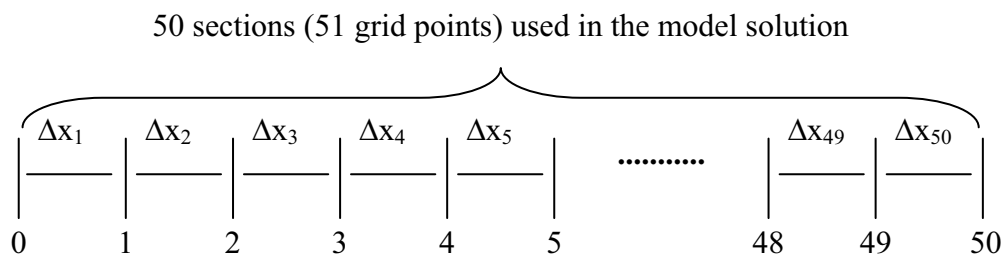 50 sections (51 grid points) used in the model solution
Δx₁ Δx₂ Δx₃ Δx₄ Δx₅ Δx₄₉ Δx₅₀
...........
0 1 2 3 4 5 48 49 50